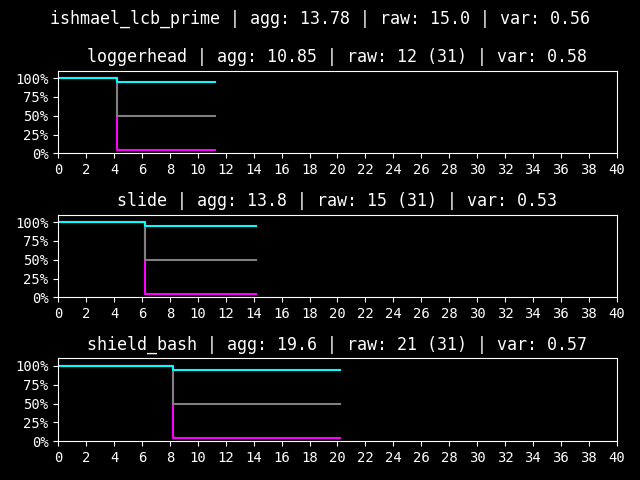 ishmael_lcb_prime | agg: 13.78 | raw: 15.0 | var: 0.56
loggerhead | agg: 10.85 | raw: 12 (31) | var: 0.58
100%
75%
50%
25%
0%
0 2 4 6 8 10 12 14 16 18 20 22 24 26 28 30 32 34 36 38 40
slide | agg: 13.8 | raw: 15 (31) | var: 0.53
100%
75%
50%
25%
0%
0 2 4 6 8 10 12 14 16 18 20 22 24 26 28 30 32 34 36 38 40
shield_bash | agg: 19.6 | raw: 21 (31) | var: 0.57
100%
75%
50%
25%
0%
0 2 4 6 8 10 12 14 16 18 20 22 24 26 28 30 32 34 36 38 40